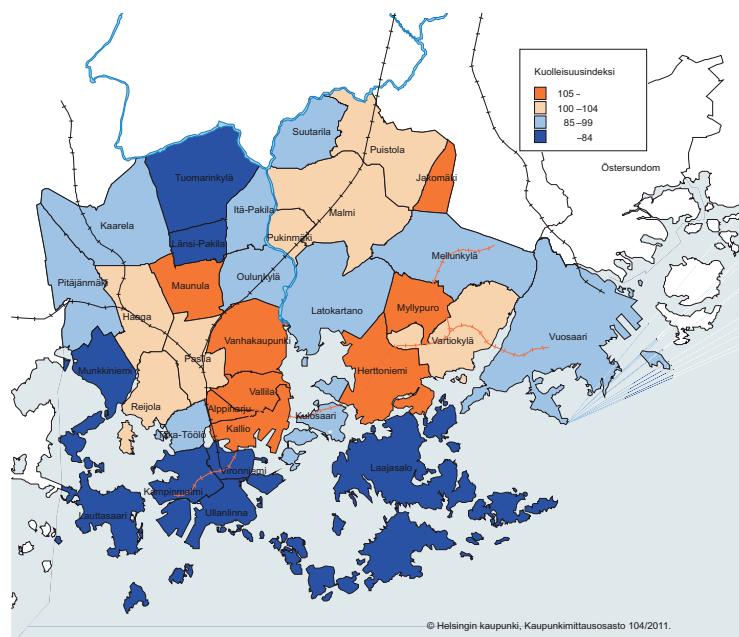 Kuolleisuusindeksi
105 -
100 –104
85 –99
–84
Östersundom
Suutarila
Puistola
Tuomarinkylä
Jakomäki
Itä-Pakila
Malmi
Kaarela
Pukinmäki
Länsi-Pakila
Mellunkylä
Pitäjänmäki
Maunula
Oulunkylä
Latokartano
Myllypuro
Haaga
Vuosaari
Vartiokylä
Vanhakaupunki
Pasila
Munkkiniemi
Herttoniemi
Vallila
Reijola
Alppiharju
Kulosaari
Kallio
Taka-Töölö
Vironniemi
Laajasalo
Kampinmalmi
Lauttasaari
Ullanlinna
© Helsingin kaupunki, Kaupunkimittausosasto 104/2011.